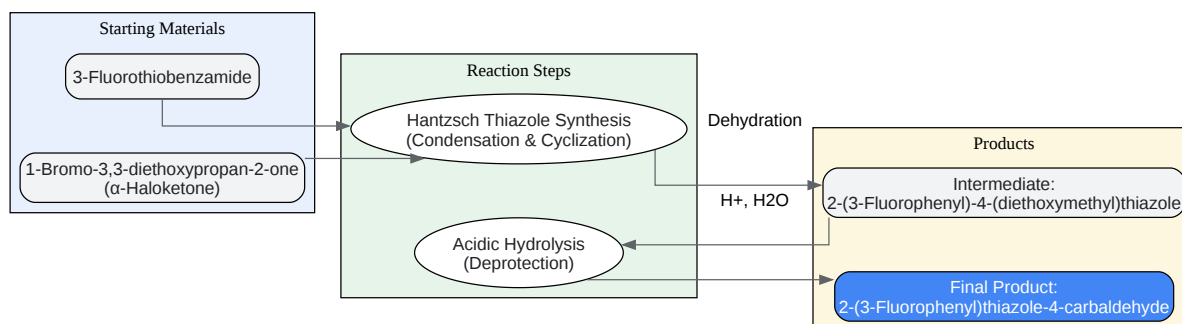 Starting Materials
3-Fluorothiobenzamide
1-Bromo-3,3-diethoxypropan-2-one
(α-Haloketone)
Reaction Steps
Hantzsch Thiazole Synthesis
(Condensation & Cyclization)
Acidic Hydrolysis
(Deprotection)
Dehydration
H+, H2O
Products
Intermediate:
2-(3-Fluorophenyl)-4-(diethoxymethyl)thiazole
Final Product:
2-(3-Fluorophenyl)thiazole-4-carbaldehyde